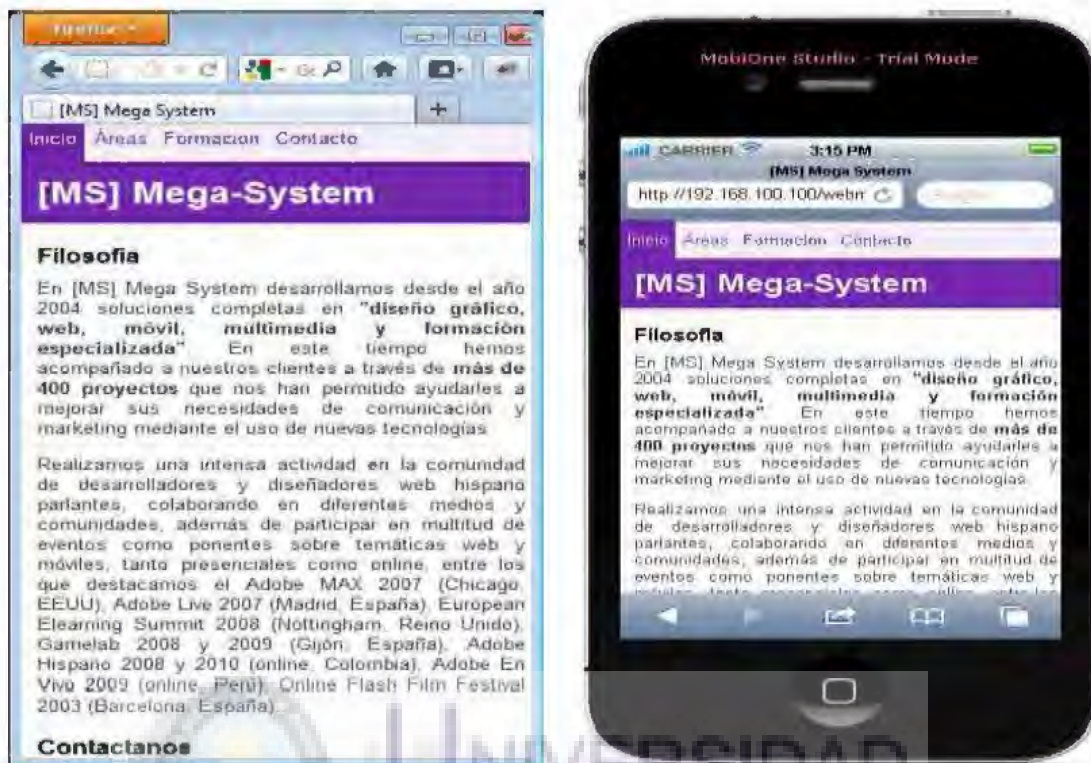 Firefox
[MS] Mega System
Inicio Áreas Formacion Contacto
[MS] Mega-System
Filosofia
En [MS] Mega System desarrollamos desde el año
2004 soluciones completas en "diseño gráfico,
web, móvil, multimedia y formación
especializada" En este tiempo hemos
acompañado a nuestros clientes a través de más de
400 proyectos que nos han permitido ayudarles a
mejorar sus necesidades de comunicación y
marketing mediante el uso de nuevas tecnologías
Realizamos una intensa actividad en la comunidad
de desarrolladores y diseñadores web hispano
parlantes, colaborando en diferentes medios y
comunidades, además de participar en multitud de
eventos como ponentes sobre temáticas web y
móviles, tanto presenciales como online, entre los
que destacamos el Adobe MAX 2007 (Chicago,
EEUU), Adobe Live 2007 (Madrid, España), European
Elearning Summit 2008 (Nottingham, Reino Unido),
Gamelab 2008 y 2009 (Gijón, España), Adobe
Hispano 2008 y 2010 (online, Colombia), Adobe En
Vivo 2009 (online, Perú), Online Flash Film Festival
2003 (Barcelona, España)
Contactanos
MobiOne Studio - Trial Mode
CARRIER 3:15 PM
[MS] Mega System
http://192.168.100.100/webm
Inicio Áreas Formacion Contacto
[MS] Mega-System
Filosofia
En [MS] Mega System desarrollamos desde el año
2004 soluciones completas en "diseño gráfico,
web, móvil, multimedia y formación
especializada" En este tiempo hemos
acompañado a nuestros clientes a través de más de
400 proyectos que nos han permitido ayudarles a
mejorar sus necesidades de comunicación y
marketing mediante el uso de nuevas tecnologías
Realizamos una intensa actividad en la comunidad
de desarrolladores y diseñadores web hispano
parlantes, colaborando en diferentes medios y
comunidades, además de participar en multitud de
eventos como ponentes sobre temáticas web y
móviles, tanto presenciales como online, entre los
UNIVERSIDAD